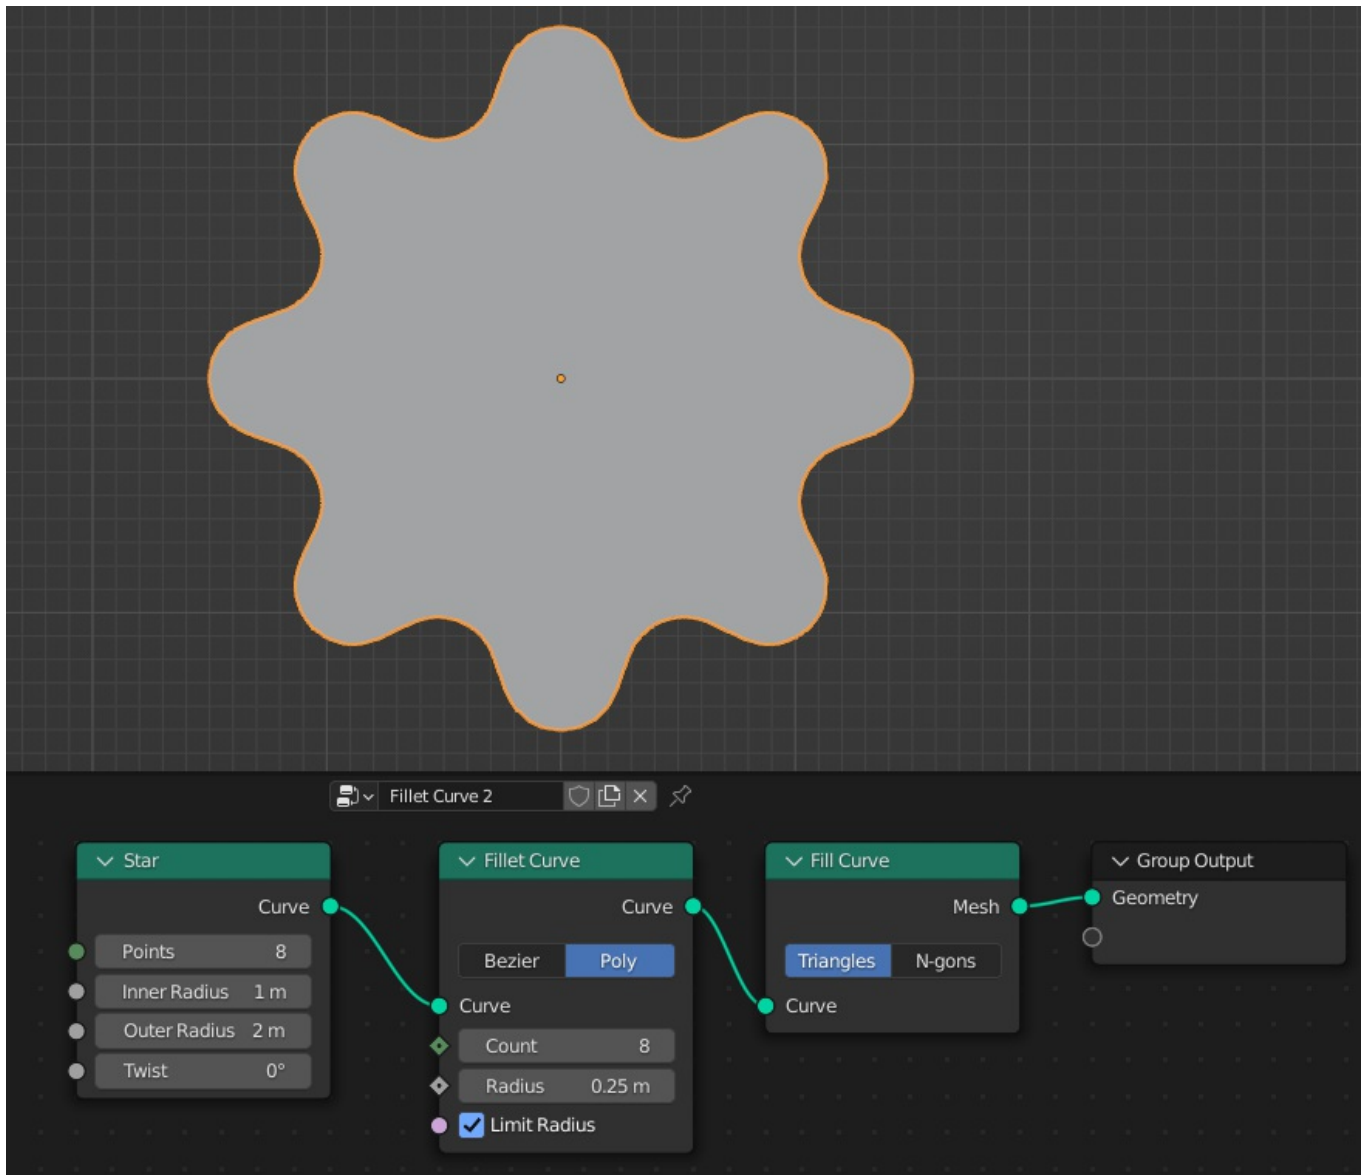 Fillet Curve 2
Star
Curve
Points 8
Inner Radius 1 m
Outer Radius 2 m
Twist 0°
Fillet Curve
Curve
Bezier Poly
Curve
Count 8
Radius 0.25 m
Limit Radius
Fill Curve
Mesh
Triangles N-gons
Curve
Group Output
Geometry